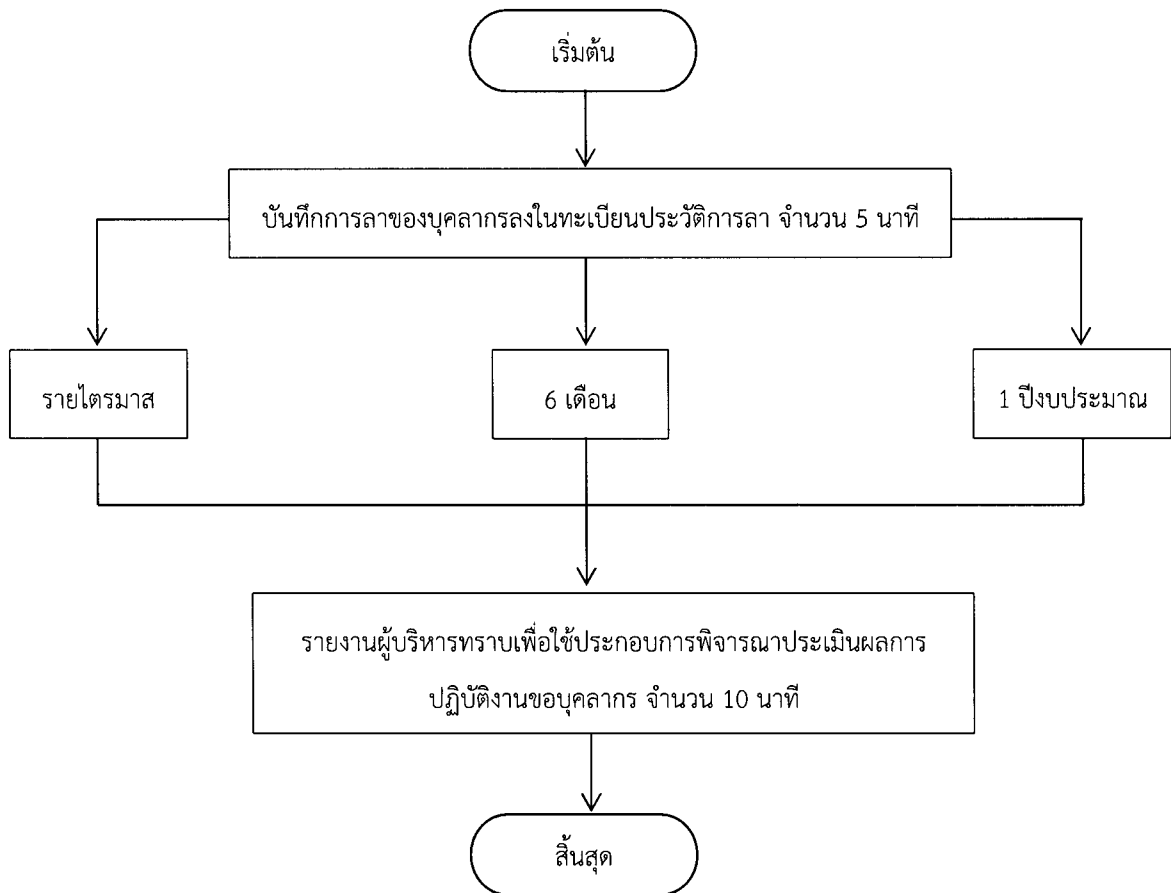 เริ่มต้น
บันทึกการลาของบุคลากรลงในทะเบียนประวัติการลา จำนวน 5 นาที
รายไตรมาส
6 เดือน
1 ปีงบประมาณ
รายงานผู้บริหารทราบเพื่อใช้ประกอบการพิจารณาประเมินผลการ
ปฏิบัติงานขอบุคลากร จำนวน 10 นาที
สิ้นสุด